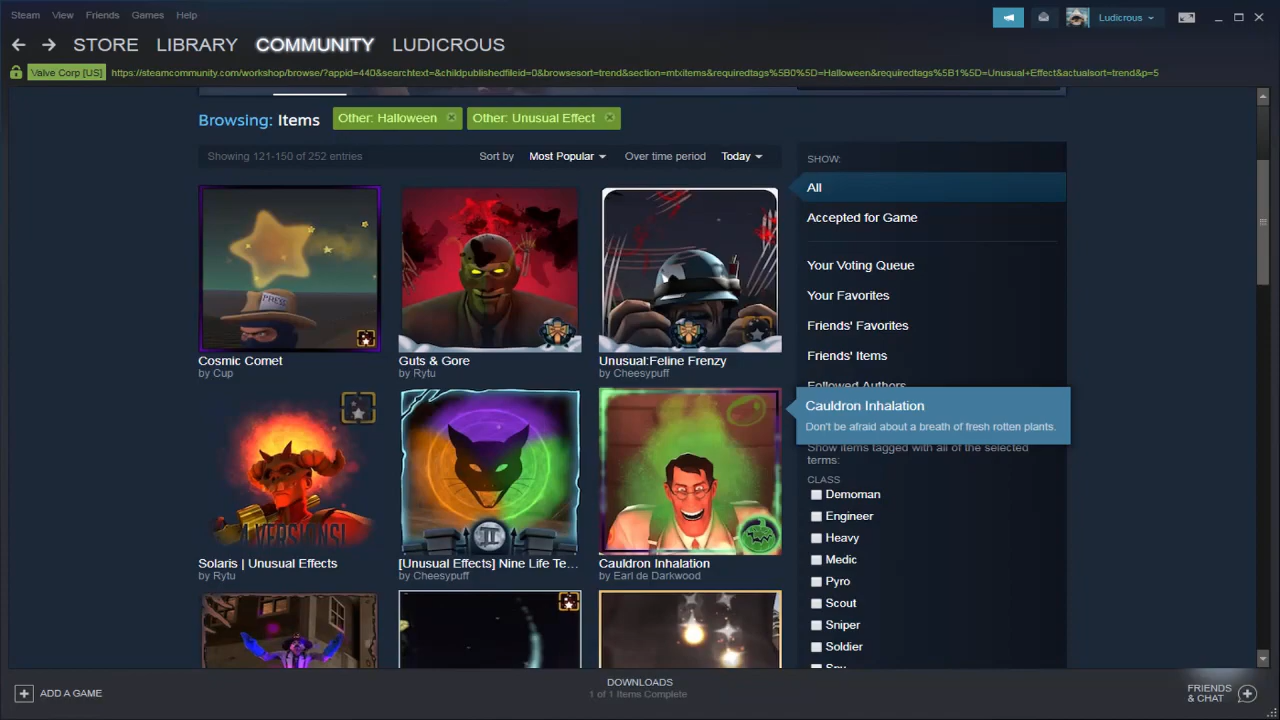 Steam View Friends Games Help
Ludicrous
STORE LIBRARY COMMUNITY LUDICROUS
Valve Corp [US] https://steamcommunity.com/workshop/browse/?appid=440&searchtext=&childpublishedfileid=0&browsesort=trend&section=mtxitems&requiredtags%5B0%5D=Halloween&requiredtags%5B1%5D=Unusual+Effect&actualsort=trend&p=5
Browsing: Items Other: Halloween Other: Unusual Effect
Showing 121-150 of 252 entries Sort by Most Popular Over time period Today
PRESS
Cosmic Comet
by Cup
Guts & Gore
by Rytu
Unusual:Feline Frenzy
by Cheesypuff
4 VERSIONS!
Solaris | Unusual Effects
by Rytu
II
[Unusual Effects] Nine Life Te...
by Cheesypuff
Cauldron Inhalation
by Earl de Darkwood
SHOW:
All
Accepted for Game
Your Voting Queue
Your Favorites
Friends' Favorites
Friends' Items
Followed Authors
Cauldron Inhalation
Don't be afraid about a breath of fresh rotten plants.
Show items tagged with all of the selected
terms:
CLASS
Demoman
Engineer
Heavy
Medic
Pyro
Scout
Sniper
Soldier
Spy
ADD A GAME
DOWNLOADS
1 of 1 Items Complete
FRIENDS
& CHAT